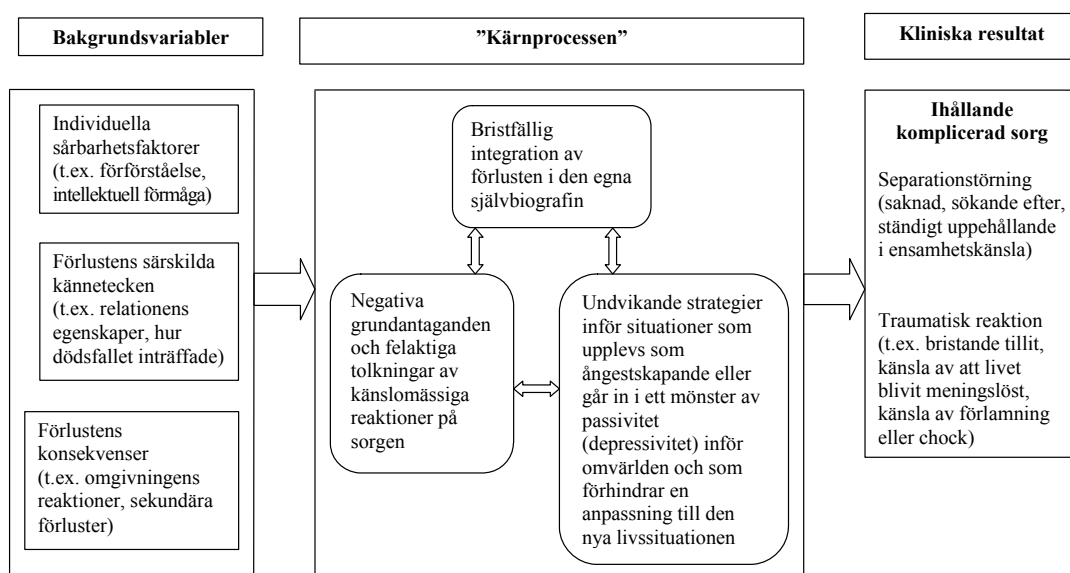 Bakgrundsvariabler
”Kärnprocessen”
Kliniska resultat
Individuella
sårbarhetsfaktorer
(t.ex. förförståelse,
intellektuell förmåga)
Förlustens särskilda
kännetecken
(t.ex. relationens
egenskaper, hur
dödsfallet inträffade)
Förlustens
konsekvenser
(t.ex. omgivningens
reaktioner, sekundära
förluster)
Bristfällig
integration av
förlusten i den egna
självbiografin
Negativa
grundantaganden
och felaktiga
tolkningar av
känslomässiga
reaktioner på
sorgen
Undvikande strategier
inför situationer som
upplevs som
ångestskapande eller
går in i ett mönster av
passivitet
(depressivitet) inför
omvärlden och som
förhindrar en
anpassning till den
nya livssituationen
Ihållande
komplicerad sorg
Separationstörning
(saknad, sökande efter,
ständigt uppehållande
i ensamhetskänsla)
Traumatisk reaktion
(t.ex. bristande tillit,
känsla av att livet
blivit meningslöst,
känsla av förlamning
eller chock)